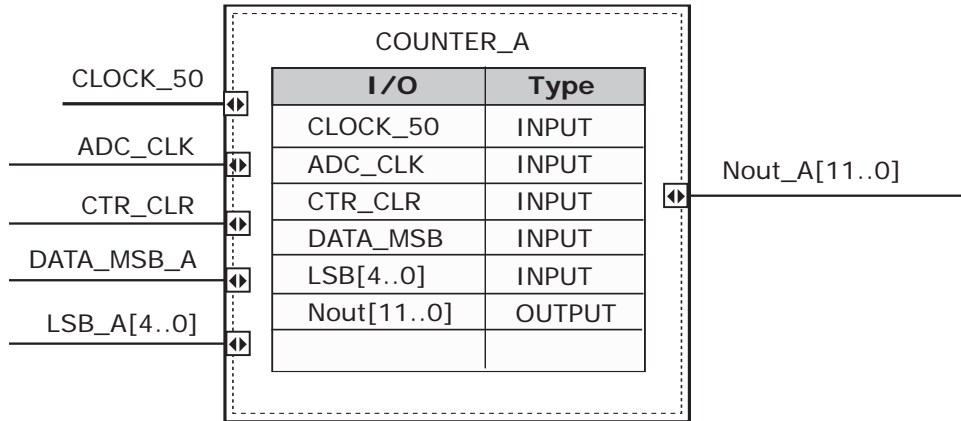 COUNTER_A
CLOCK_50
ADC_CLK
CTR_CLR
DATA_MSB_A
LSB_A[4..0]
I/O Type
CLOCK_50 INPUT
ADC_CLK INPUT
CTR_CLR INPUT
DATA_MSB INPUT
LSB[4..0] INPUT
Nout[11..0] OUTPUT
Nout_A[11..0]